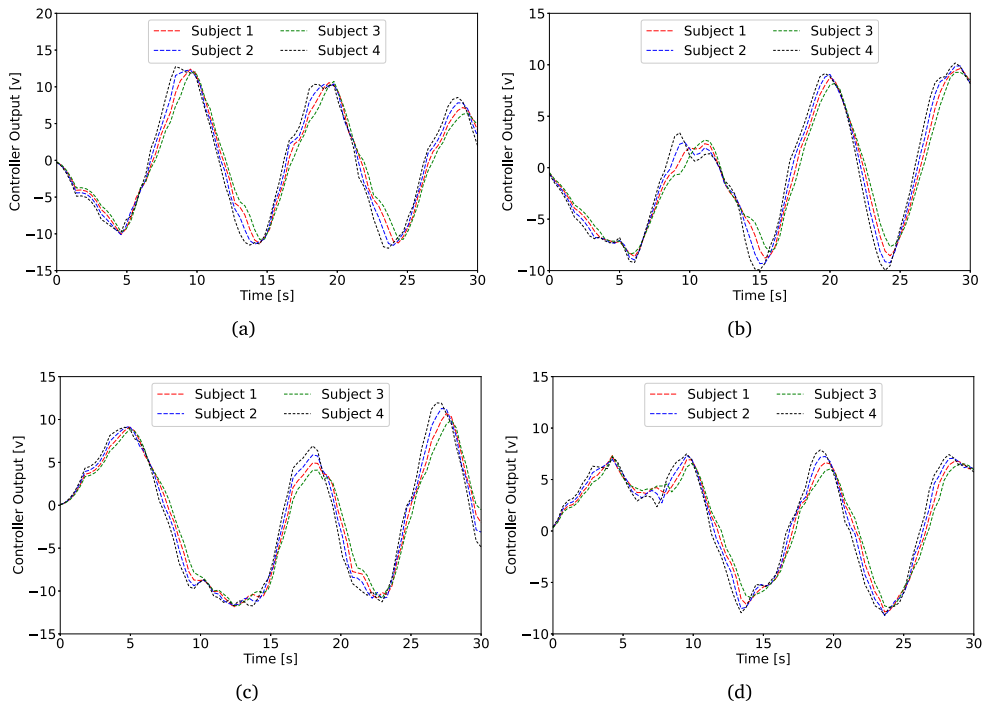 20
15
10
5
0
−5
−10
−15
Controller Output [v]
Subject 1
Subject 2
Subject 3
Subject 4
0 5 10 15 20 25 30
Time [s]
(a)
15
10
5
0
−5
−10
Controller Output [v]
Subject 1
Subject 2
Subject 3
Subject 4
0 5 10 15 20 25 30
Time [s]
(b)
15
10
5
0
−5
−10
−15
Controller Output [v]
Subject 1
Subject 2
Subject 3
Subject 4
0 5 10 15 20 25 30
Time [s]
(c)
15
10
5
0
−5
−10
Controller Output [v]
Subject 1
Subject 2
Subject 3
Subject 4
0 5 10 15 20 25 30
Time [s]
(d)